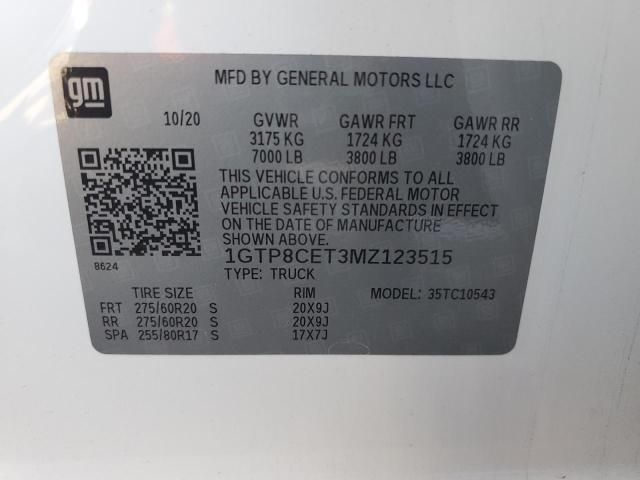 gm
MFD BY GENERAL MOTORS LLC
10/20 GVWR GAWR FRT GAWR RR
3175 KG 1724 KG 1724 KG
7000 LB 3800 LB 3800 LB
THIS VEHICLE CONFORMS TO ALL
APPLICABLE U.S. FEDERAL MOTOR
VEHICLE SAFETY STANDARDS IN EFFECT
ON THE DATE OF MANUFACTURE
SHOWN ABOVE.
8624
1GTP8CET3MZ123515
TYPE: TRUCK
TIRE SIZE RIM MODEL: 35TC10543
FRT 275/60R20 S 20X9J
RR 275/60R20 S 20X9J
SPA 255/80R17 S 17X7J